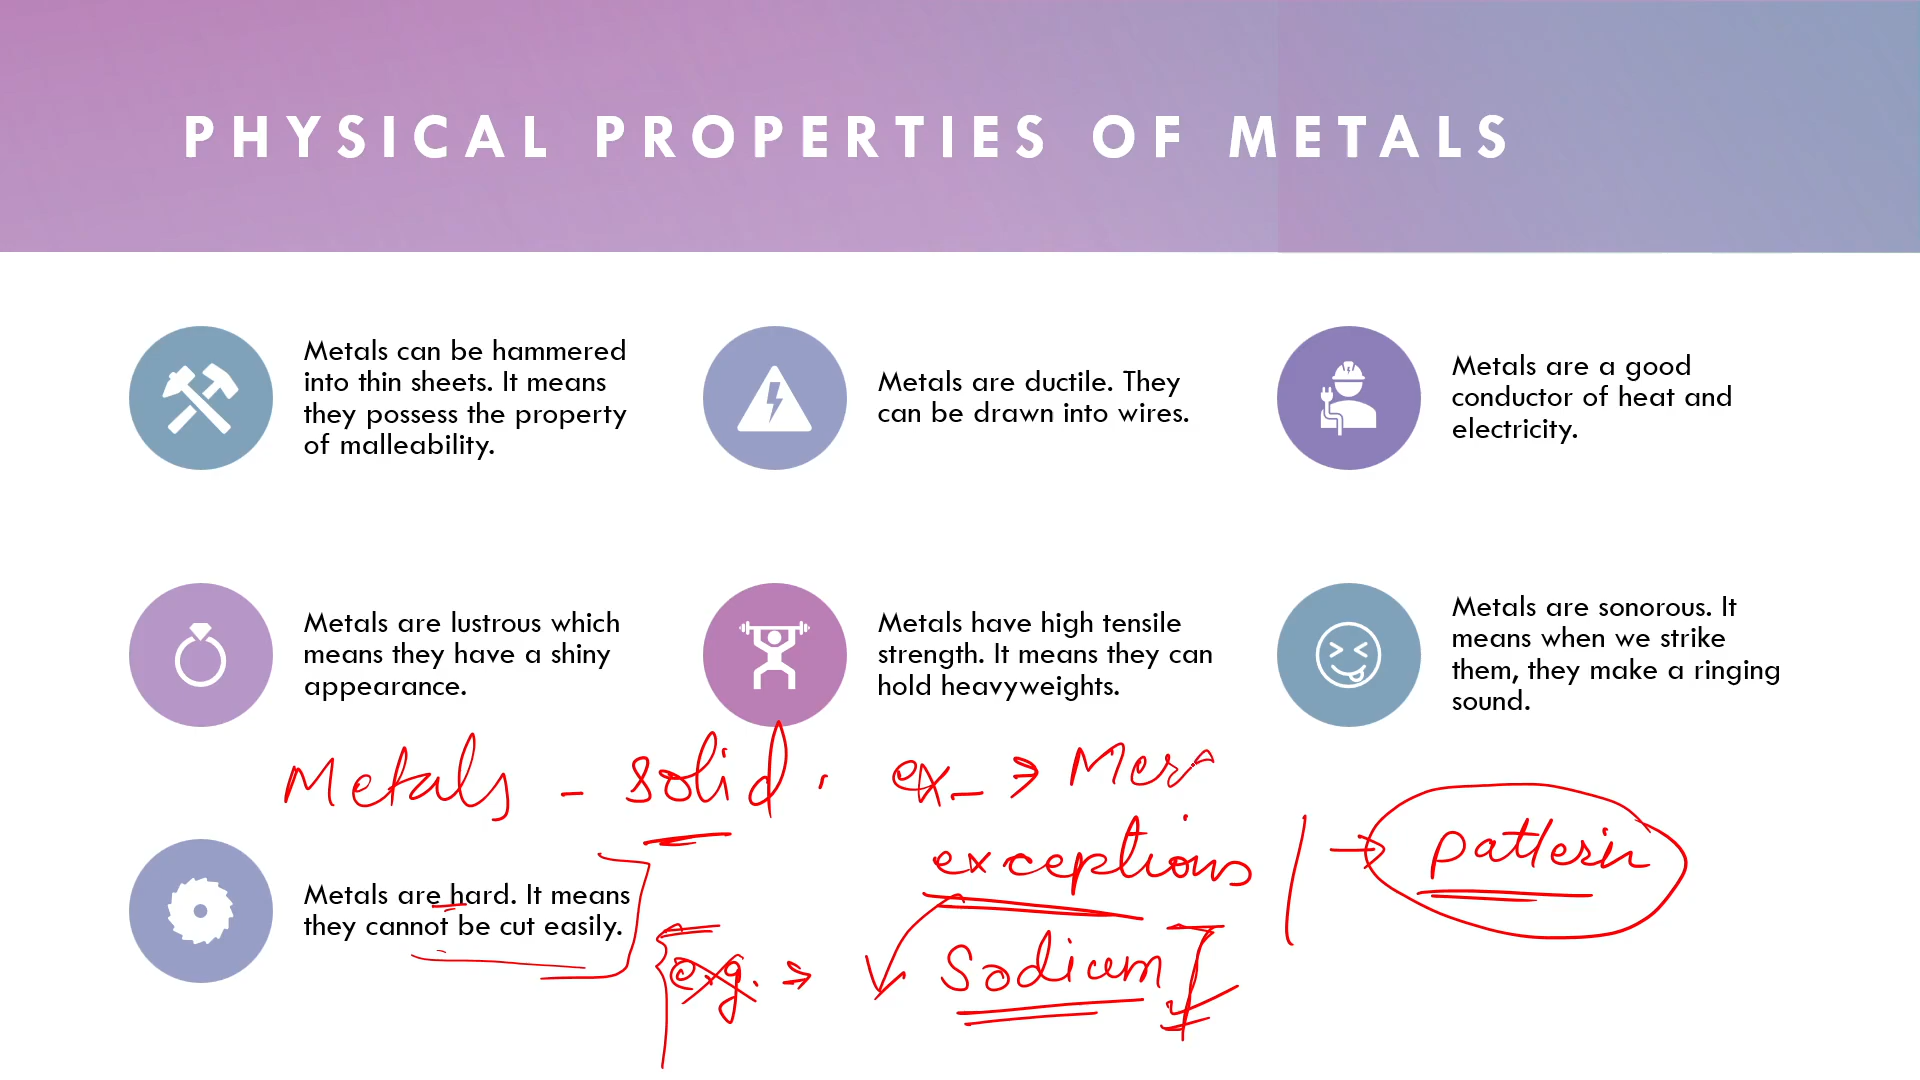 PHYSICAL PROPERTIES OF METALS
Metals can be hammered
into thin sheets. It means
they possess the property
of malleability.
Metals are ductile. They
can be drawn into wires.
Metals are a good
conductor of heat and
electricity.
Metals are lustrous which
means they have a shiny
appearance.
Metals have high tensile
strength. It means they can
hold heavyweights.
Metals are sonorous. It
means when we strike
them, they make a ringing
sound.
Metals - solid. ex_ →
exceptions → pattern
Metals are hard. It means
they cannot be cut easily.
e.g. → Sodium